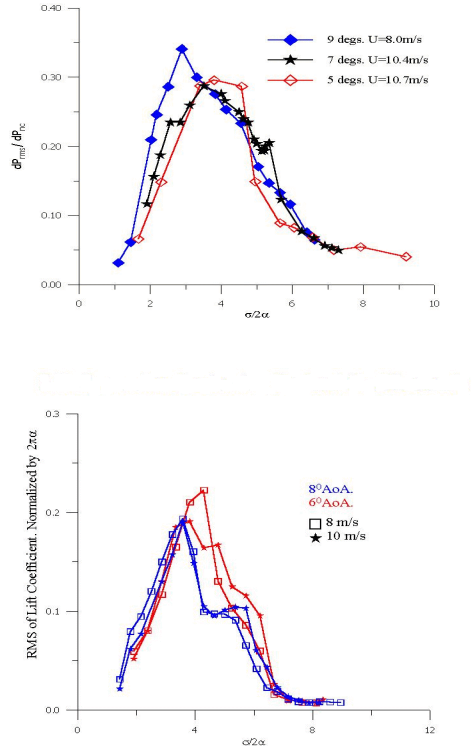 0.40
0.30
0.20
0.10
0.00
dPrms/dPnc
9 degs. U=8.0m/s
7 degs. U=10.4m/s
5 degs. U=10.7m/s
0 2 4 6 8 10
σ/2α
0.3
0.2
0.1
0.0
RMS of Lift Coefficient. Normalized by 2πα
8⁰AoA.
6⁰AoA.
8 m/s
10 m/s
0 4 8 12
σ/2α